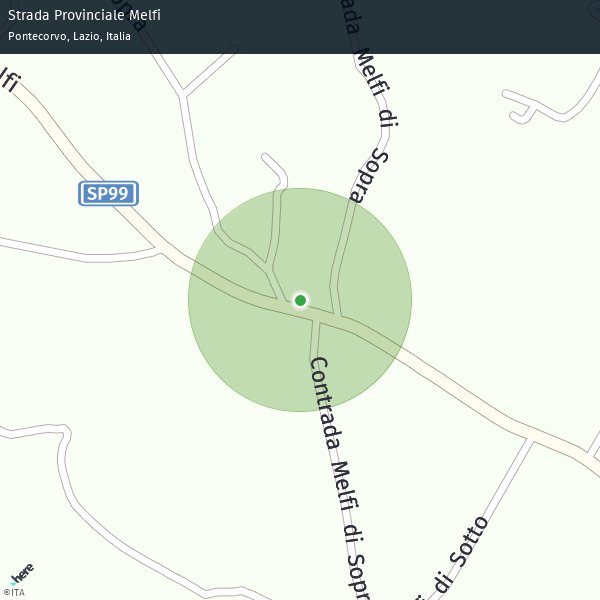 Strada Provinciale Melfi
Pontecorvo, Lazio, Italia
lfi
SP99
ada Melfi di Sopra
Contrada Melfi di Sopr
di Sotto
here
©ITA